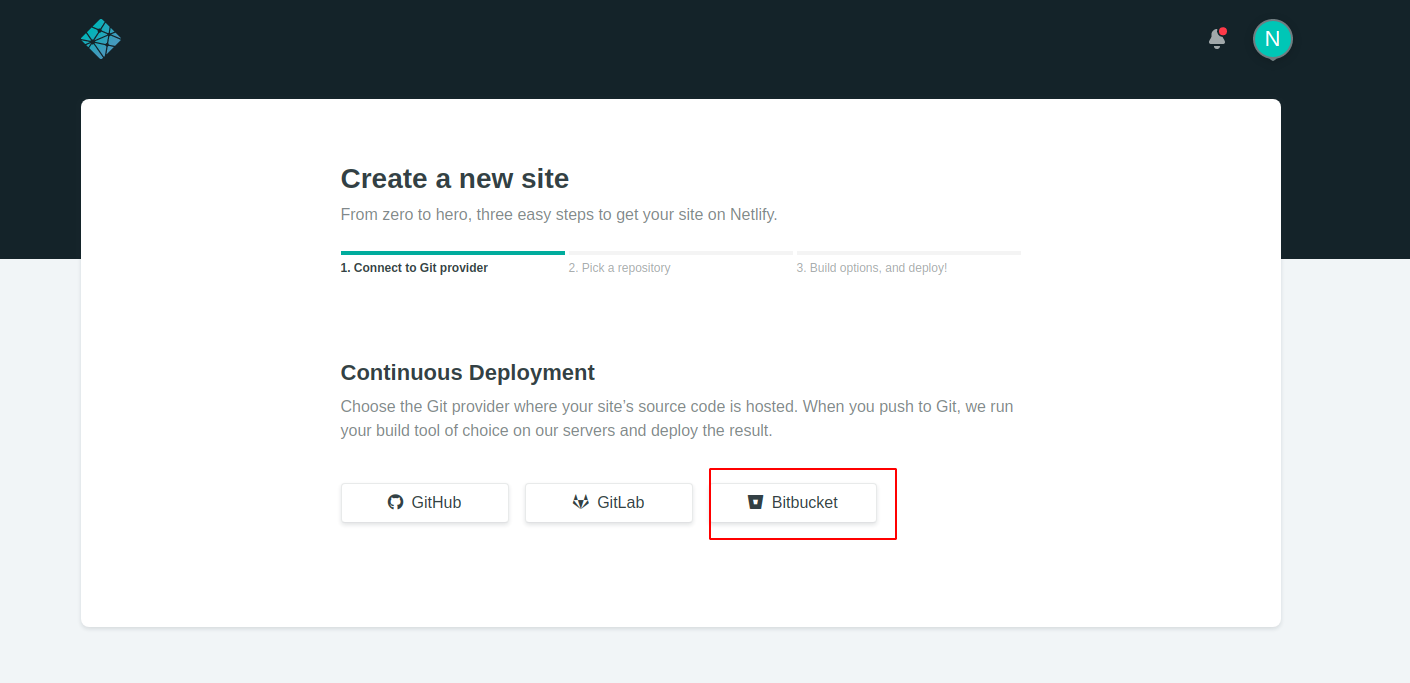 N
Create a new site
From zero to hero, three easy steps to get your site on Netlify.
1. Connect to Git provider
2. Pick a repository
3. Build options, and deploy!
Continuous Deployment
Choose the Git provider where your site’s source code is hosted. When you push to Git, we run
your build tool of choice on our servers and deploy the result.
GitHub
GitLab
Bitbucket